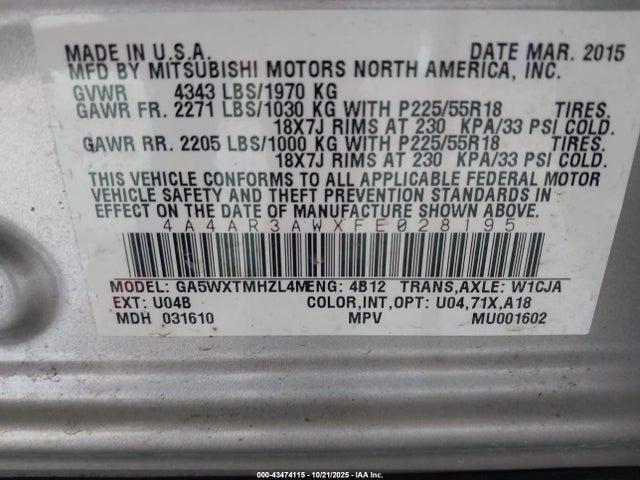 MADE IN U.S.A. DATE MAR. 2015
MFD BY MITSUBISHI MOTORS NORTH AMERICA, INC.
GVWR 4343 LBS/1970 KG
GAWR FR. 2271 LBS/1030 KG WITH P225/55R18 TIRES,
18X7J RIMS AT 230 KPA/33 PSI COLD.
GAWR RR. 2205 LBS/1000 KG WITH P225/55R18 TIRES.
18X7J RIMS AT 230 KPA/33 PSI COLD.
THIS VEHICLE CONFORMS TO ALL APPLICABLE FEDERAL MOTOR
VEHICLE SAFETY AND THEFT PREVENTION STANDARDS IN
EFFECT ON THE DATE OF MANUFACTURE SHOWN ABOVE.
4A4AR3AWXFE028195
MODEL: GA5WXTMHZL4M ENG: 4B12 TRANS,AXLE: W1CJA
EXT: U04B COLOR,INT,OPT: U04,71X,A18
MDH 031610 MPV MU001602
000-43474115 - 10/21/2025 - IAA, Inc.